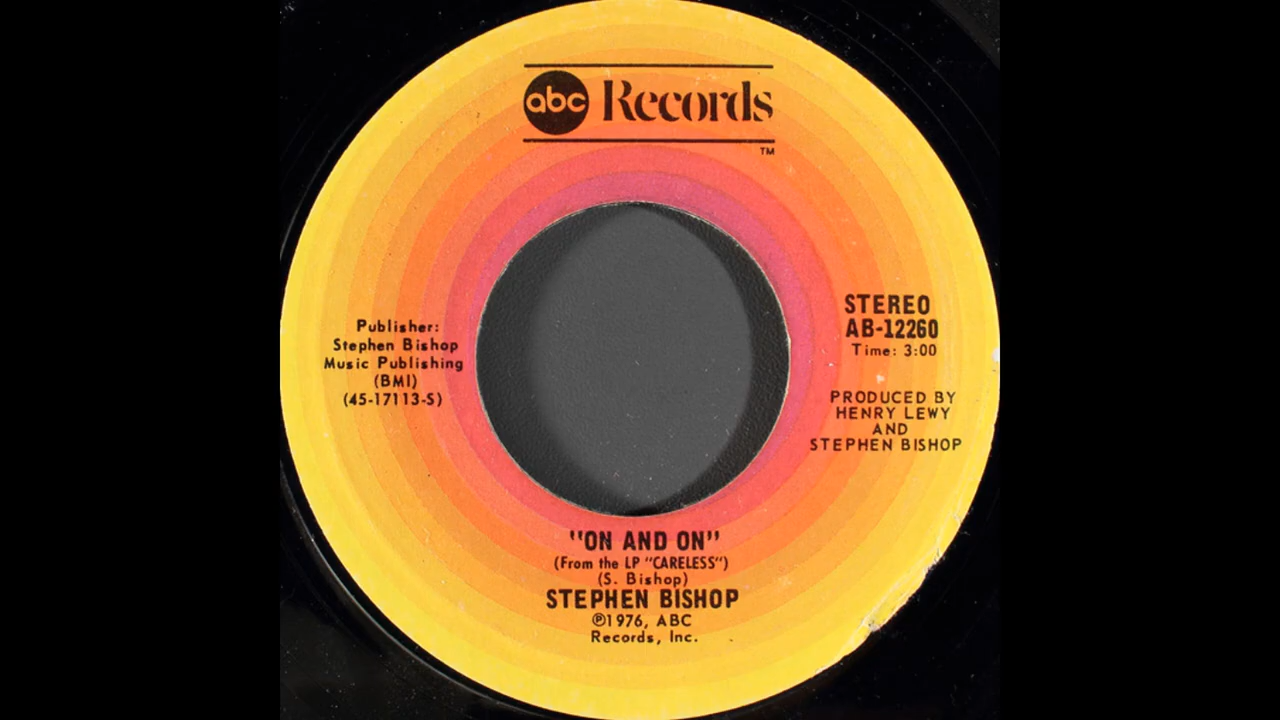 abc Records
TM
STEREO
AB-12260
Time: 3:00
Publisher:
Stephen Bishop
Music Publishing
(BMI)
(45-17113-S)
PRODUCED BY
HENRY LEWY
AND
STEPHEN BISHOP
"ON AND ON"
(From the LP "CARELESS")
(S. Bishop)
STEPHEN BISHOP
℗1976, ABC
Records, Inc.